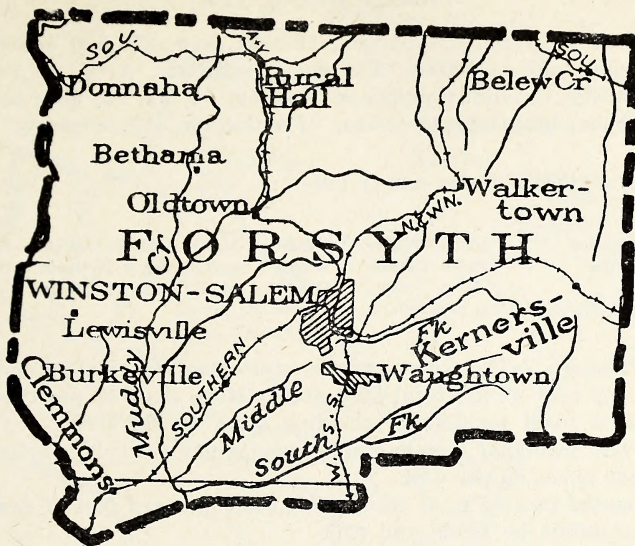 SOU.
Donnaha
Rural
Hall
Belew Cr
SOU.
Bethama
Oldtown
Walker-
town
N. & W.N.
FORSYTH
Cr
WINSTON-SALEM
Lewisville
Fk
Kerners-
ville
Burkeville
Clemmons
Muddy
SOUTHERN
Middle
Waughtown
South
Fk
W. S. S.